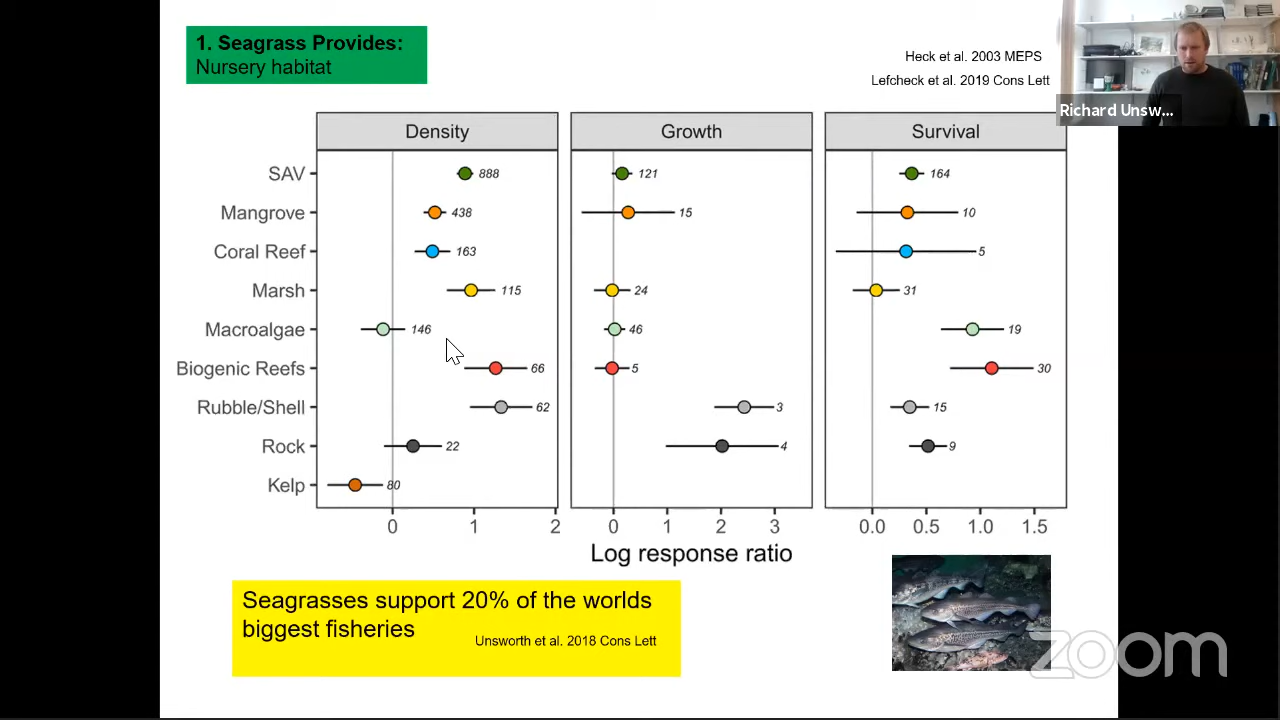 1. Seagrass Provides:
Nursery habitat
Heck et al. 2003 MEPS
Lefcheck et al. 2019 Cons Lett
Richard Unsw...
Density
Growth
Survival
SAV
888
121
164
Mangrove
438
15
10
Coral Reef
163
5
Marsh
115
24
31
Macroalgae
146
46
19
Biogenic Reefs
66
5
30
Rubble/Shell
62
3
15
Rock
22
4
9
Kelp
80
0 1 2
0 1 2 3
0.0 0.5 1.0 1.5
Log response ratio
Seagrasses support 20% of the worlds
biggest fisheries
Unsworth et al. 2018 Cons Lett
zoom